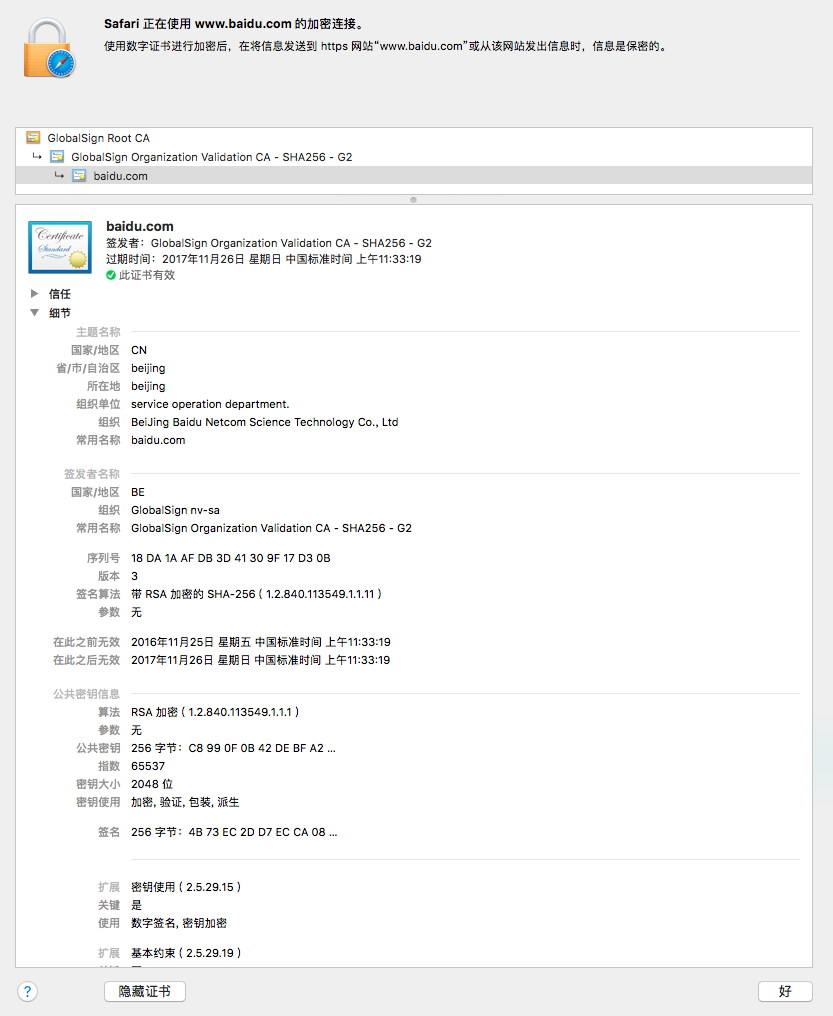 Safari 正在使用 www.baidu.com 的加密连接。
使用数字证书进行加密后，在将信息发送到 https 网站“www.baidu.com”或从该网站发出信息时，信息是保密的。
GlobalSign Root CA
GlobalSign Organization Validation CA - SHA256 - G2
baidu.com
Certificate
Standard
baidu.com
签发者：GlobalSign Organization Validation CA - SHA256 - G2
过期时间：2017年11月26日 星期日 中国标准时间 上午11:33:19
此证书有效
信任
细节
主题名称
国家/地区 CN
省/市/自治区 beijing
所在地 beijing
组织单位 service operation department.
组织 BeiJing Baidu Netcom Science Technology Co., Ltd
常用名称 baidu.com
签发者名称
国家/地区 BE
组织 GlobalSign nv-sa
常用名称 GlobalSign Organization Validation CA - SHA256 - G2
序列号 18 DA 1A AF DB 3D 41 30 9F 17 D3 0B
版本 3
签名算法 带 RSA 加密的 SHA-256 ( 1.2.840.113549.1.1.11 )
参数 无
在此之前无效 2016年11月25日 星期五 中国标准时间 上午11:33:19
在此之后无效 2017年11月26日 星期日 中国标准时间 上午11:33:19
公共密钥信息
算法 RSA 加密 ( 1.2.840.113549.1.1.1 )
参数 无
公共密钥 256 字节：C8 99 0F 0B 42 DE BF A2 ...
指数 65537
密钥大小 2048 位
密钥使用 加密, 验证, 包装, 派生
签名 256 字节：4B 73 EC 2D D7 EC CA 08 ...
扩展 密钥使用 ( 2.5.29.15 )
关键 是
使用 数字签名, 密钥加密
扩展 基本约束 ( 2.5.29.19 )
?
隐藏证书
好